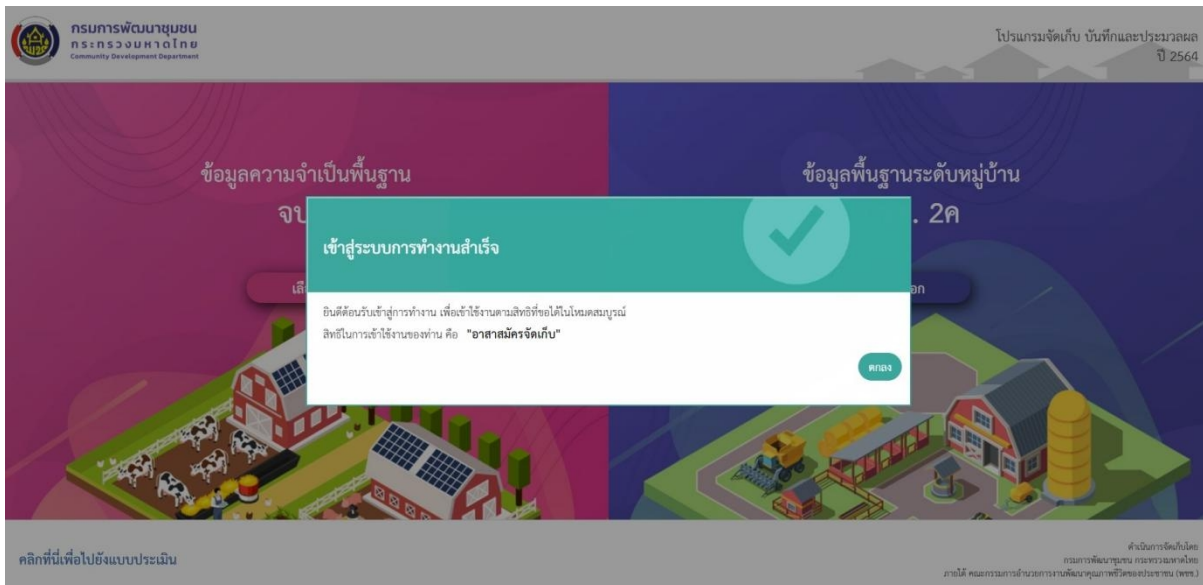 กรมการพัฒนาชุมชน
กระทรวงมหาดไทย
Community Development Department
โปรแกรมจัดเก็บ บันทึกและประมวลผล
ปี 2564
ข้อมูลความจำเป็นพื้นฐาน
จป
ข้อมูลพื้นฐานระดับหมู่บ้าน
. 2ค
เข้าสู่ระบบการทำงานสำเร็จ
ยินดีต้อนรับเข้าสู่การทำงาน เพื่อเข้าใช้งานตามสิทธิที่ขอได้ในโหมดสมบูรณ์
สิทธิในการเข้าใช้งานของท่าน คือ "อาสาสมัครจัดเก็บ"
ตกลง
คลิกที่นี่เพื่อไปยังแบบประเมิน
ดำเนินการจัดเก็บโดย
กรมการพัฒนาชุมชน กระทรวงมหาดไทย
ภายใต้ คณะกรรมการอำนวยการงานพัฒนาคุณภาพชีวิตของประชาชน (พชช.)